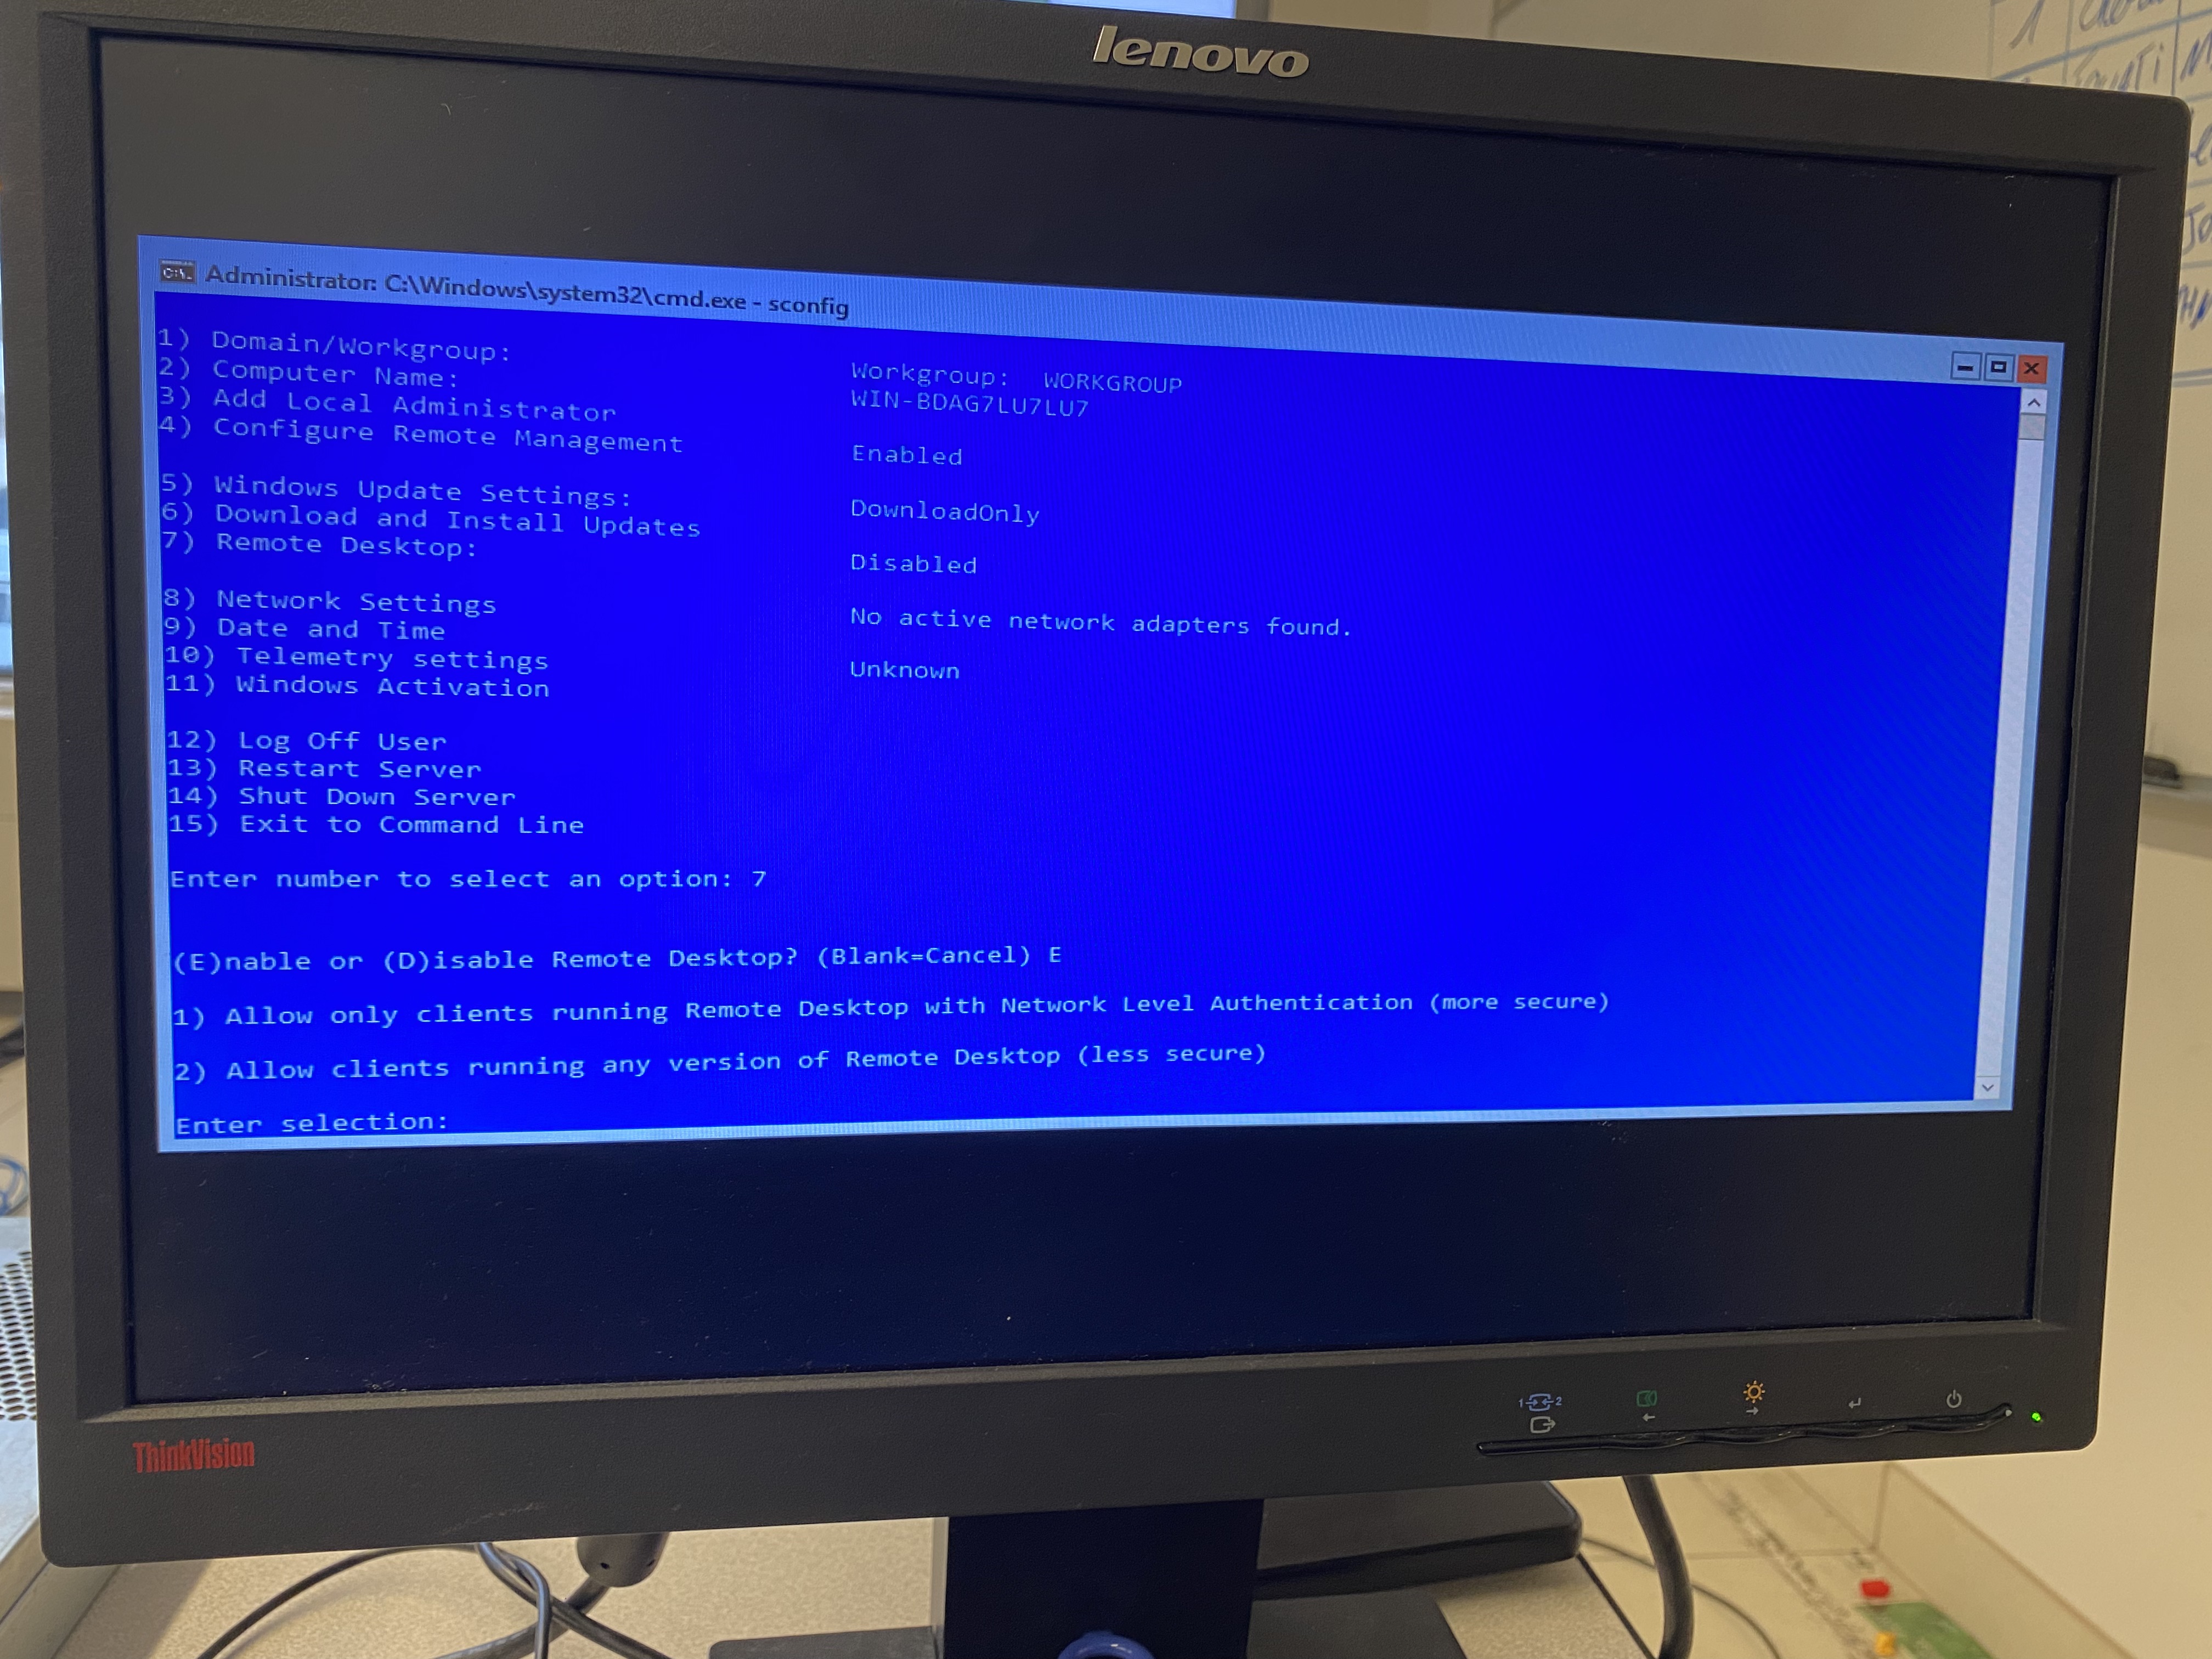 lenovo
Administrator: C:\Windows\system32\cmd.exe - sconfig
1) Domain/Workgroup: Workgroup: WORKGROUP
2) Computer Name: WIN-BDAG7LU7LU7
3) Add Local Administrator
4) Configure Remote Management Enabled
5) Windows Update Settings: DownloadOnly
6) Download and Install Updates
7) Remote Desktop: Disabled
8) Network Settings No active network adapters found.
9) Date and Time
10) Telemetry settings Unknown
11) Windows Activation
12) Log Off User
13) Restart Server
14) Shut Down Server
15) Exit to Command Line
Enter number to select an option: 7
(E)nable or (D)isable Remote Desktop? (Blank=Cancel) E
1) Allow only clients running Remote Desktop with Network Level Authentication (more secure)
2) Allow clients running any version of Remote Desktop (less secure)
Enter selection:
ThinkVision